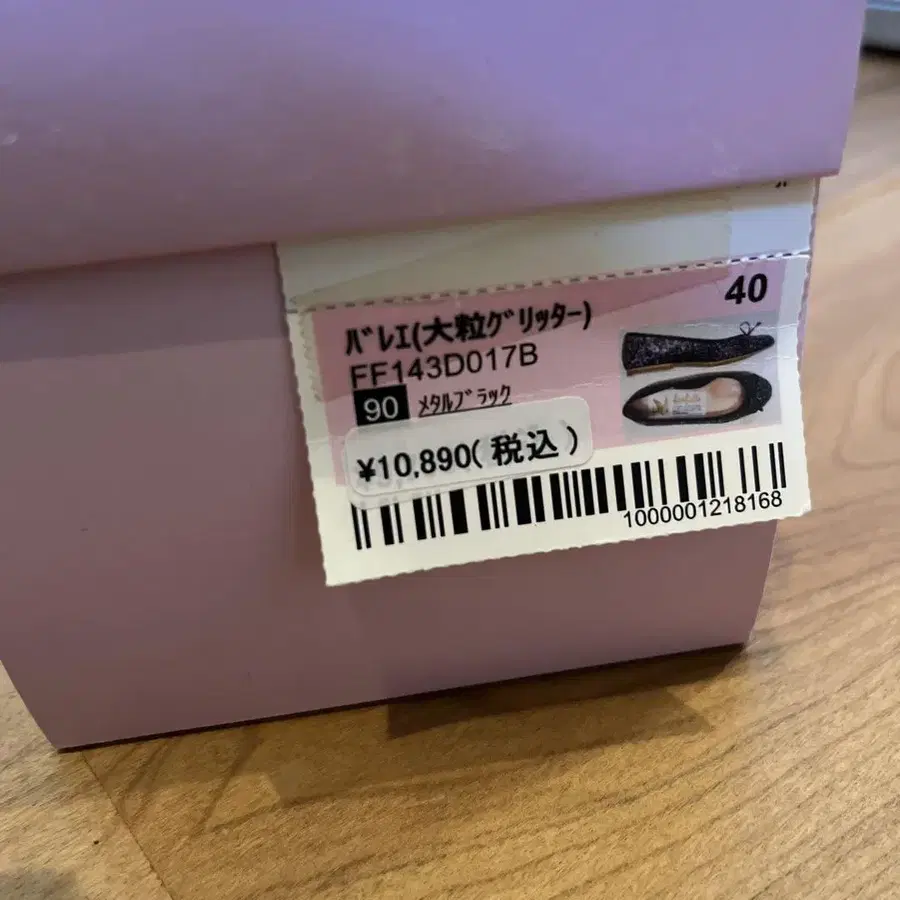 40
ﾊﾞﾚｴ(大粒ｸﾞﾘｯﾀｰ)
FF143D017B
90 ﾒﾀﾙﾌﾞﾗｯｸ
¥10,890(税込)
1000001218168